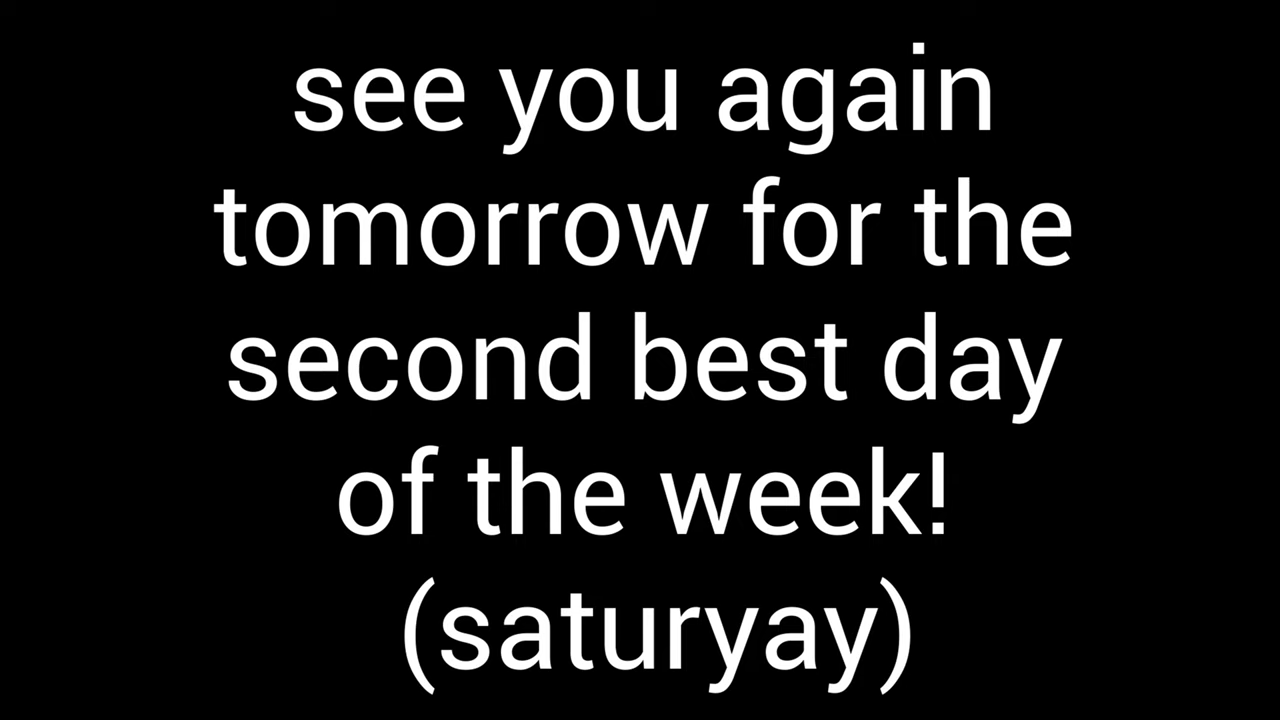 see you again
tomorrow for the
second best day
of the week!
(saturyay)